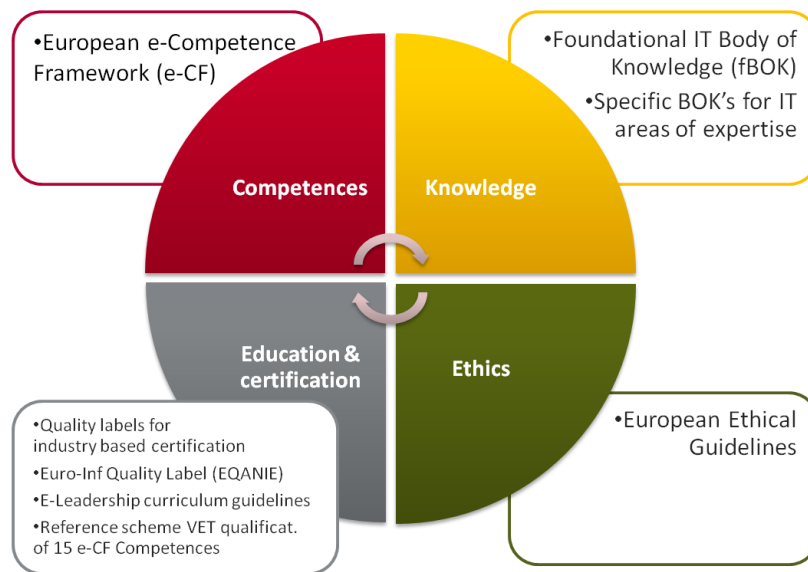 •European e-Competence
Framework (e-CF)
•Foundational IT Body of
Knowledge (fBOK)
•Specific BOK’s for IT
areas of expertise
Competences
Knowledge
Education &
certification
Ethics
•Quality labels for
industry based certification
•Euro-Inf Quality Label (EQANIE)
•E-Leadership curriculum guidelines
•Reference scheme VET qualificat.
of 15 e-CF Competences
•European Ethical
Guidelines